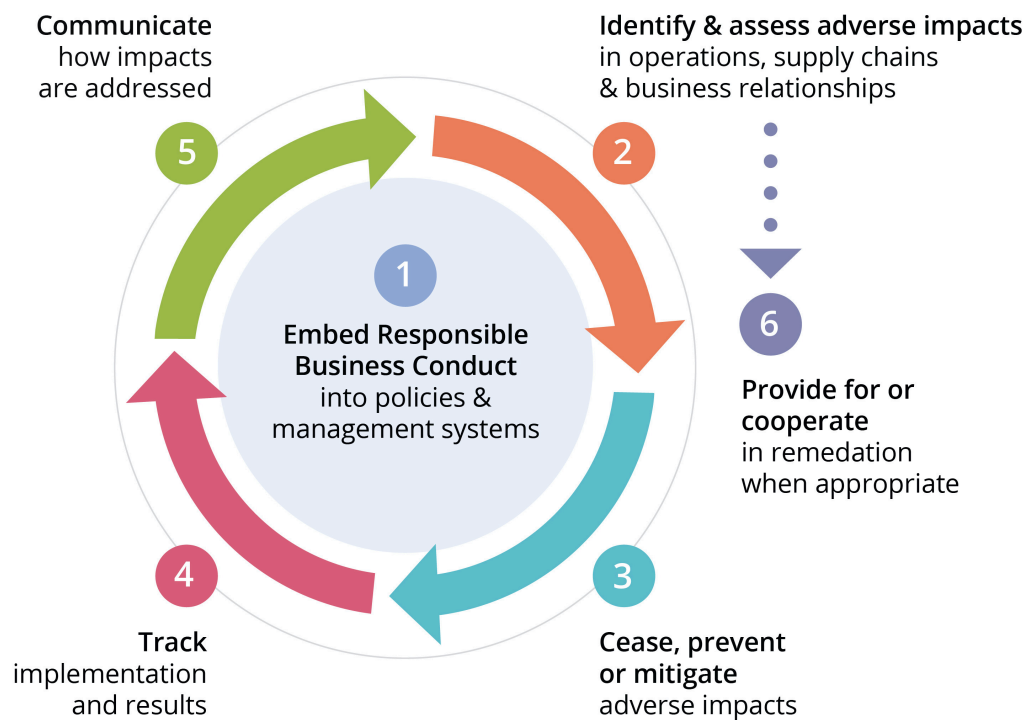 Communicate
how impacts
are addressed
5
Identify & assess adverse impacts
in operations, supply chains
& business relationships
2
1
Embed Responsible
Business Conduct
into policies &
management systems
6
Provide for or
cooperate
in remedation
when appropriate
4
Track
implementation
and results
3
Cease, prevent
or mitigate
adverse impacts